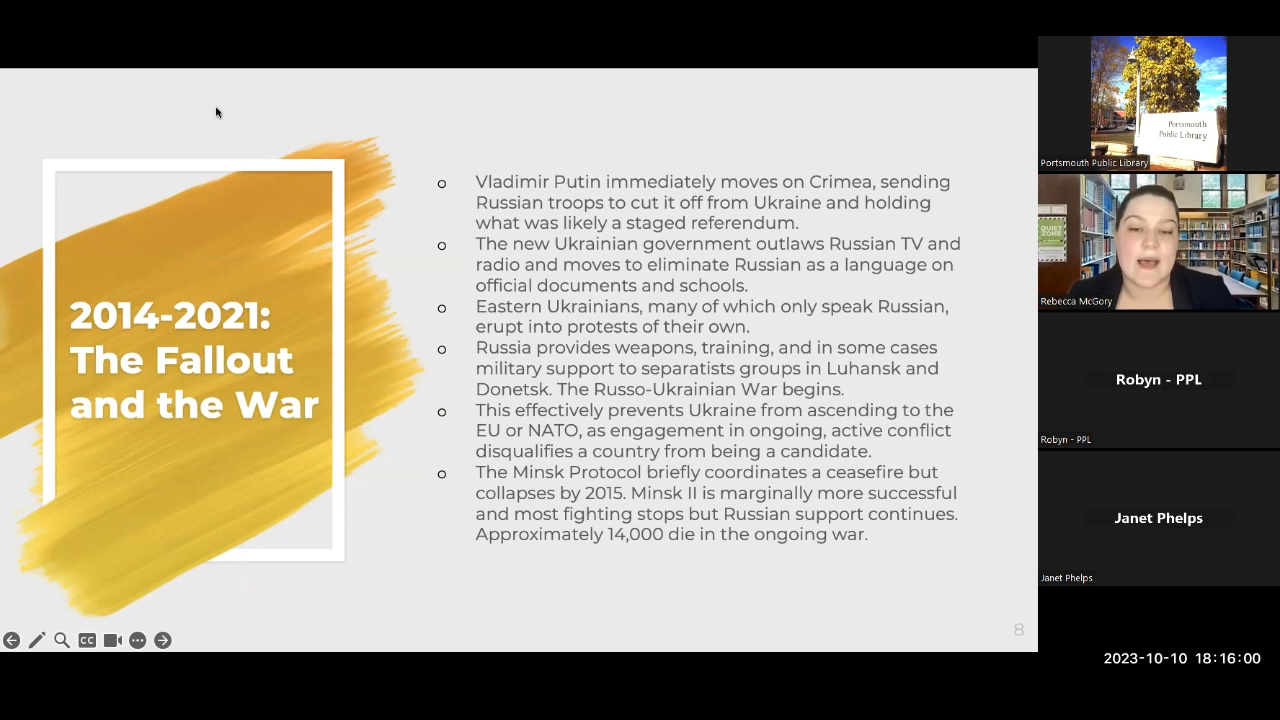 2014-2021:
The Fallout
and the War
o Vladimir Putin immediately moves on Crimea, sending
Russian troops to cut it off from Ukraine and holding
what was likely a staged referendum.
o The new Ukrainian government outlaws Russian TV and
radio and moves to eliminate Russian as a language on
official documents and schools.
o Eastern Ukrainians, many of which only speak Russian,
erupt into protests of their own.
o Russia provides weapons, training, and in some cases
military support to separatists groups in Luhansk and
Donetsk. The Russo-Ukrainian War begins.
o This effectively prevents Ukraine from ascending to the
EU or NATO, as engagement in ongoing, active conflict
disqualifies a country from being a candidate.
o The Minsk Protocol briefly coordinates a ceasefire but
collapses by 2015. Minsk II is marginally more successful
and most fighting stops but Russian support continues.
Approximately 14,000 die in the ongoing war.
8
CC
Portsmouth
Public Library
Portsmouth Public Library
QUIET
ZONE
Rebecca McGory
Robyn - PPL
Robyn - PPL
Janet Phelps
Janet Phelps
2023-10-10 18:16:00